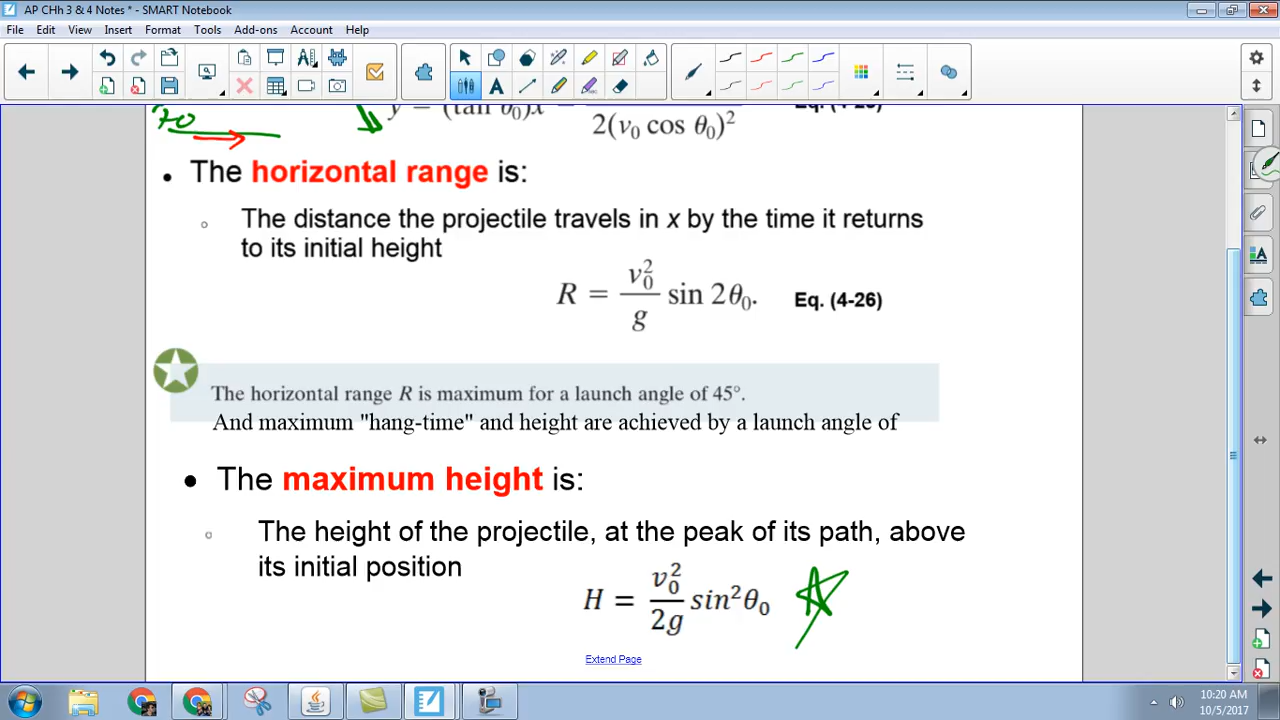 AP CHh 3 & 4 Notes * - SMART Notebook
File Edit View Insert Format Tools Add-ons Account Help
70
y = (tan θ₀)x
2(v₀ cos θ₀)²
• The horizontal range is:
○ The distance the projectile travels in x by the time it returns
to its initial height
R = v₀²/g sin 2θ₀. Eq. (4-26)
The horizontal range R is maximum for a launch angle of 45°.
And maximum "hang-time" and height are achieved by a launch angle of
• The maximum height is:
○ The height of the projectile, at the peak of its path, above
its initial position
H = v₀²/2g sin²θ₀
Extend Page
10:20 AM
10/5/2017